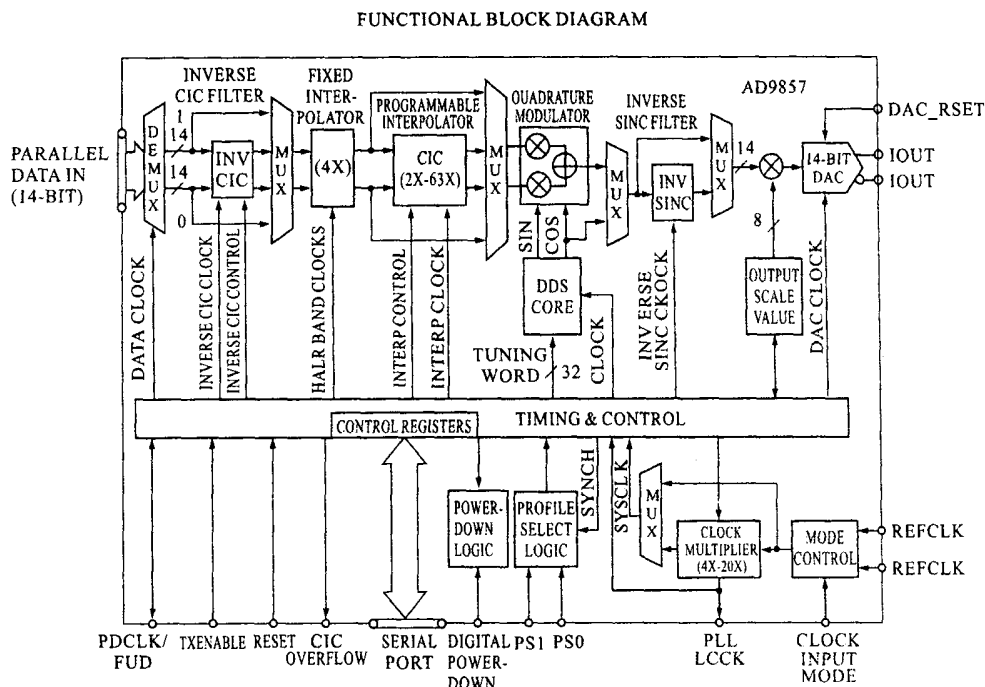 FUNCTIONAL BLOCK DIAGRAM
INVERSE
CIC FILTER
FIXED
INTER-
POLATOR
PROGRAMMABLE
INTERPOLATOR
QUADRATURE
MODULATOR
INVERSE
SINC FILTER
AD9857
DAC_RSET
PARALLEL
DATA IN
(14-BIT)
DEMUX
1
14
14
0
INV
CIC
MUX
(4X)
CIC
(2X-63X)
MUX
MUX
INV
SINC
MUX
14
14-BIT
DAC
IOUT
IOUT
8
SIN
COS
DDS
CORE
OUTPUT
SCALE
VALUE
DATA CLOCK
INVERSE CIC CLOCK
INVERSE CIC CONTROL
HALR BAND CLOCKS
INTERP CONTROL
INTERP CLOCK
TUNING
WORD
32
CLOCK
INVERSE
SINC CKOCK
DAC CLOCK
TIMING & CONTROL
CONTROL REGISTERS
SYNCH
SYSCLK
MUX
POWER-
DOWN
LOGIC
PROFILE
SELECT
LOGIC
CLOCK
MULTIPLIER
(4X-20X)
MODE
CONTROL
REFCLK
REFCLK
PDCLK/
FUD
TXENABLE
RESET
CIC
OVERFLOW
SERIAL
PORT
DIGITAL
POWER-
DOWN
PS1
PS0
PLL
LCCK
CLOCK
INPUT
MODE